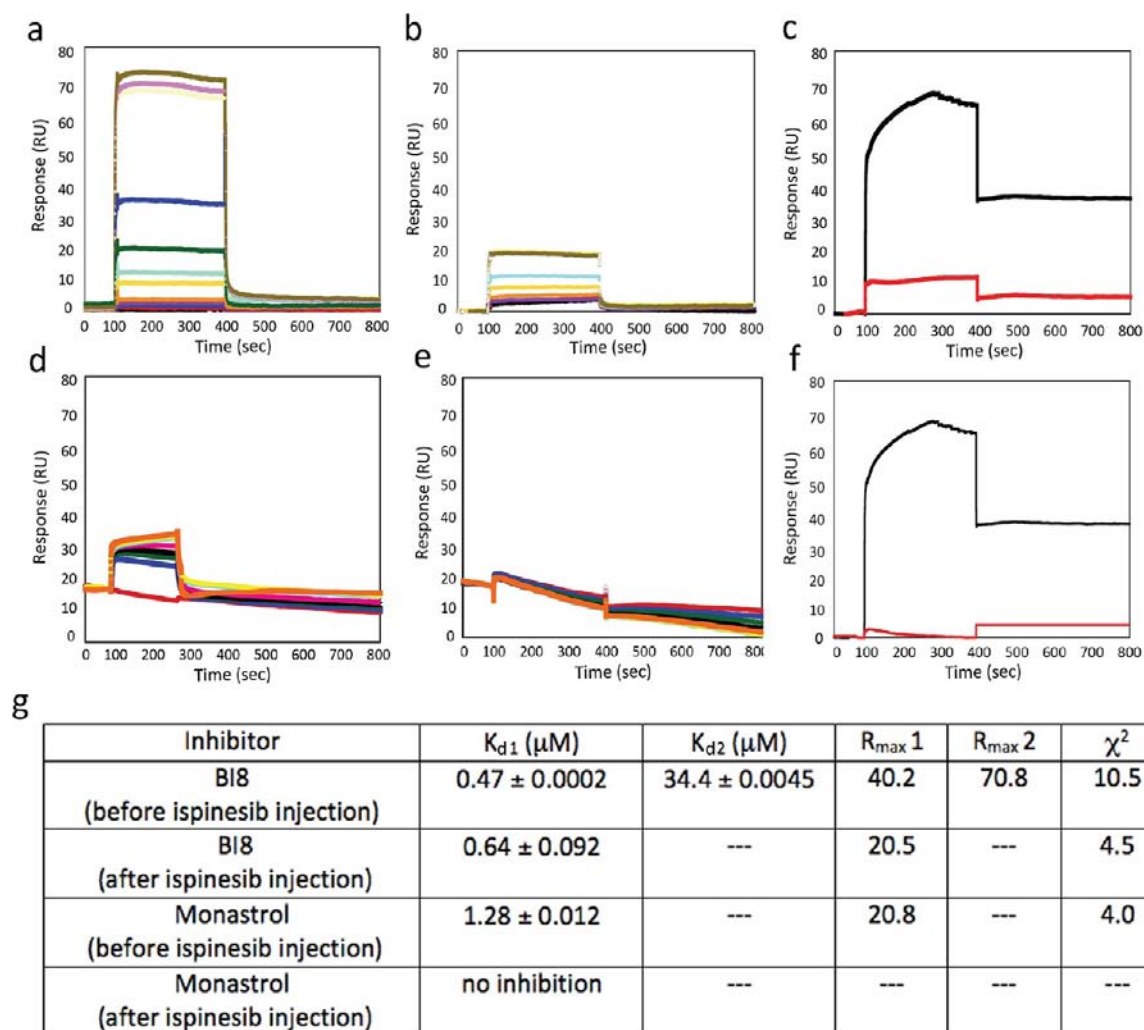 a
80
70
60
50
40
30
20
10
0
Response (RU)
0 100 200 300 400 500 600 700 800
Time (sec)
b
80
70
60
50
40
30
20
10
0
Response (RU)
0 100 200 300 400 500 600 700 800
Time (sec)
c
80
70
60
50
40
30
20
10
0
Response (RU)
0 100 200 300 400 500 600 700 800
Time (sec)
d
80
70
60
50
40
30
20
10
0
Response (RU)
0 100 200 300 400 500 600 700 800
Time (sec)
e
80
70
60
50
40
30
20
10
0
Response (RU)
0 100 200 300 400 500 600 700 800
Time (sec)
f
80
70
60
50
40
30
20
10
0
Response (RU)
0 100 200 300 400 500 600 700 800
Time (sec)
g
Inhibitor Kd1 (μM) Kd2 (μM) Rmax 1 Rmax 2 χ²
BI8 0.47 ± 0.0002 34.4 ± 0.0045 40.2 70.8 10.5
(before ispinesib injection)
BI8 0.64 ± 0.092 --- 20.5 --- 4.5
(after ispinesib injection)
Monastrol 1.28 ± 0.012 --- 20.8 --- 4.0
(before ispinesib injection)
Monastrol no inhibition --- --- --- ---
(after ispinesib injection)